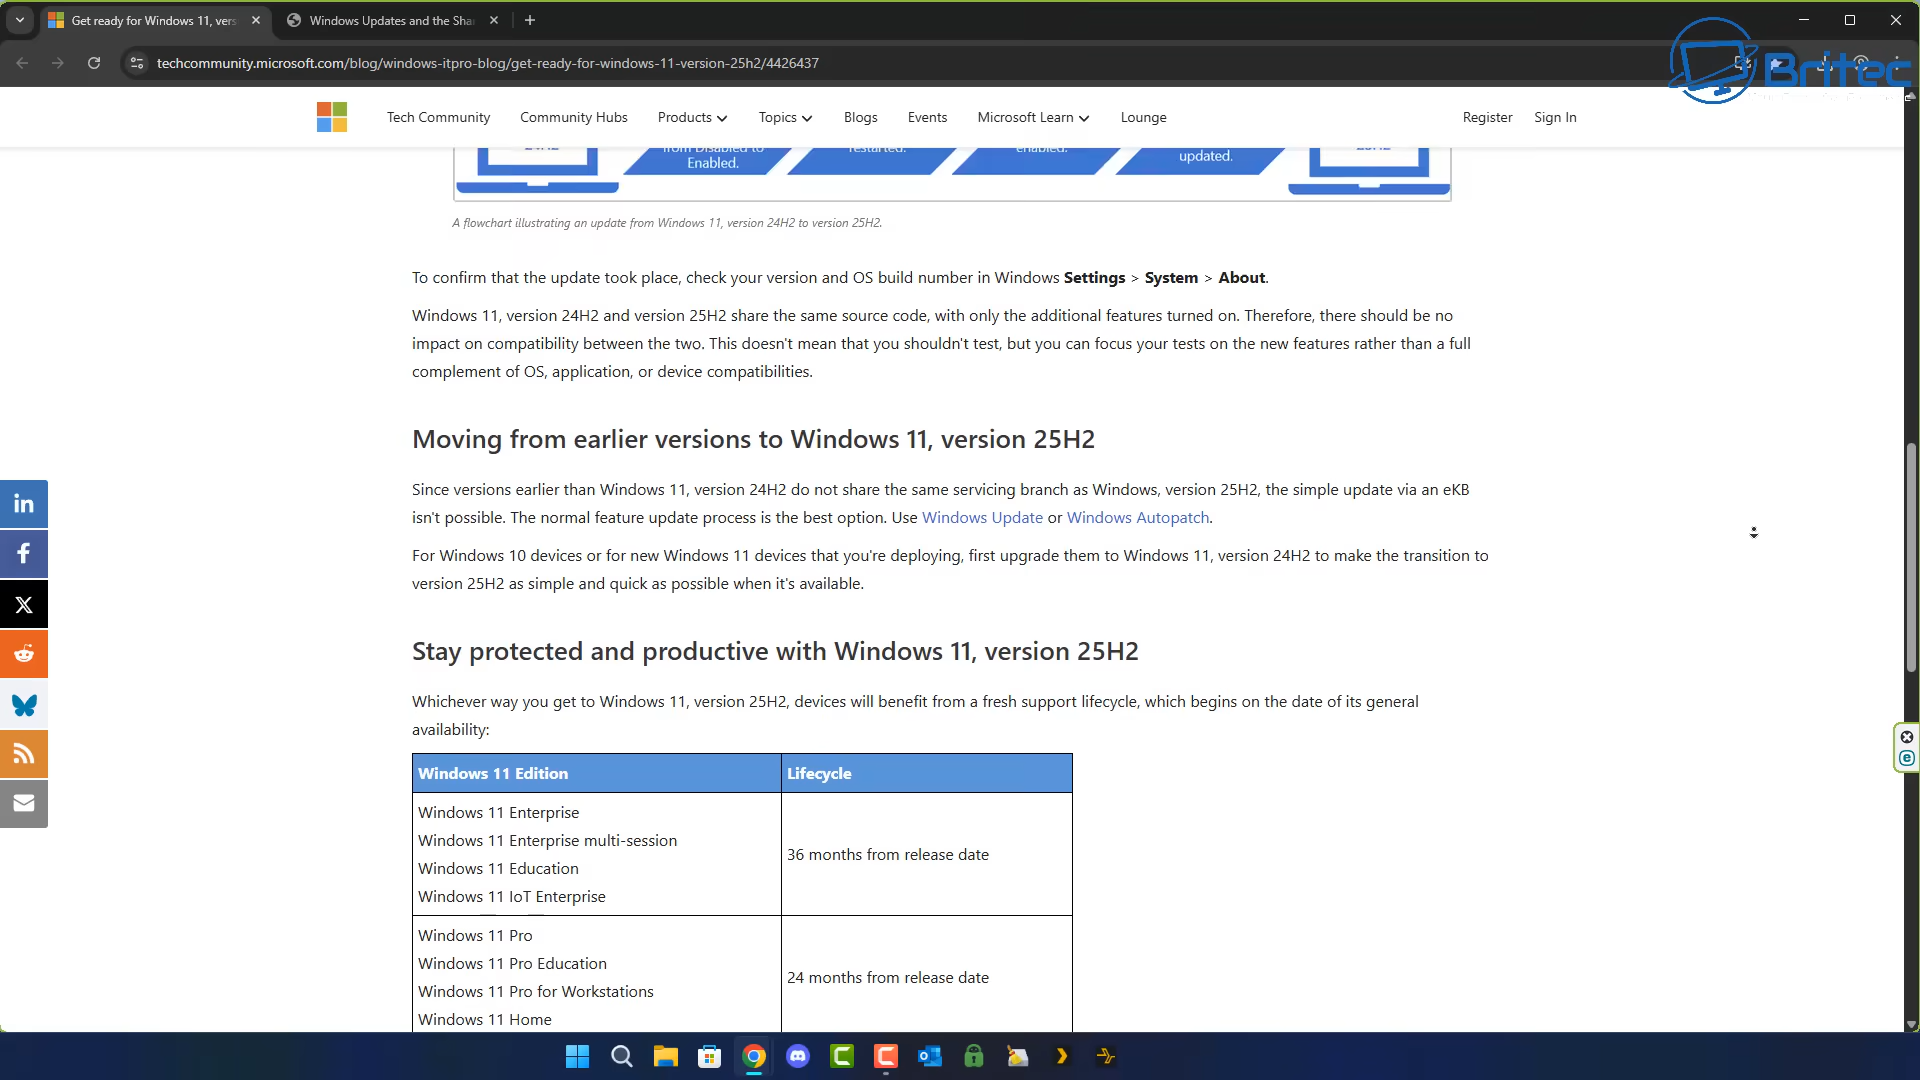 Get ready for Windows 11, vers
Windows Updates and the Sha
techcommunity.microsoft.com/blog/windows-itpro-blog/get-ready-for-windows-11-version-25h2/4426437
Britec
Tech Community
Community Hubs
Products
Topics
Blogs
Events
Microsoft Learn
Lounge
Register
Sign In
24H2
from Disabled to
Enabled.
restarted.
enabled.
updated.
25H2
A flowchart illustrating an update from Windows 11, version 24H2 to version 25H2.
To confirm that the update took place, check your version and OS build number in Windows Settings > System > About.
Windows 11, version 24H2 and version 25H2 share the same source code, with only the additional features turned on. Therefore, there should be no
impact on compatibility between the two. This doesn't mean that you shouldn't test, but you can focus your tests on the new features rather than a full
complement of OS, application, or device compatibilities.
Moving from earlier versions to Windows 11, version 25H2
Since versions earlier than Windows 11, version 24H2 do not share the same servicing branch as Windows, version 25H2, the simple update via an eKB
isn't possible. The normal feature update process is the best option. Use Windows Update or Windows Autopatch.
For Windows 10 devices or for new Windows 11 devices that you're deploying, first upgrade them to Windows 11, version 24H2 to make the transition to
version 25H2 as simple and quick as possible when it's available.
Stay protected and productive with Windows 11, version 25H2
Whichever way you get to Windows 11, version 25H2, devices will benefit from a fresh support lifecycle, which begins on the date of its general
availability:
Windows 11 Edition
Lifecycle
Windows 11 Enterprise
Windows 11 Enterprise multi-session
Windows 11 Education
Windows 11 IoT Enterprise
36 months from release date
Windows 11 Pro
Windows 11 Pro Education
Windows 11 Pro for Workstations
Windows 11 Home
24 months from release date